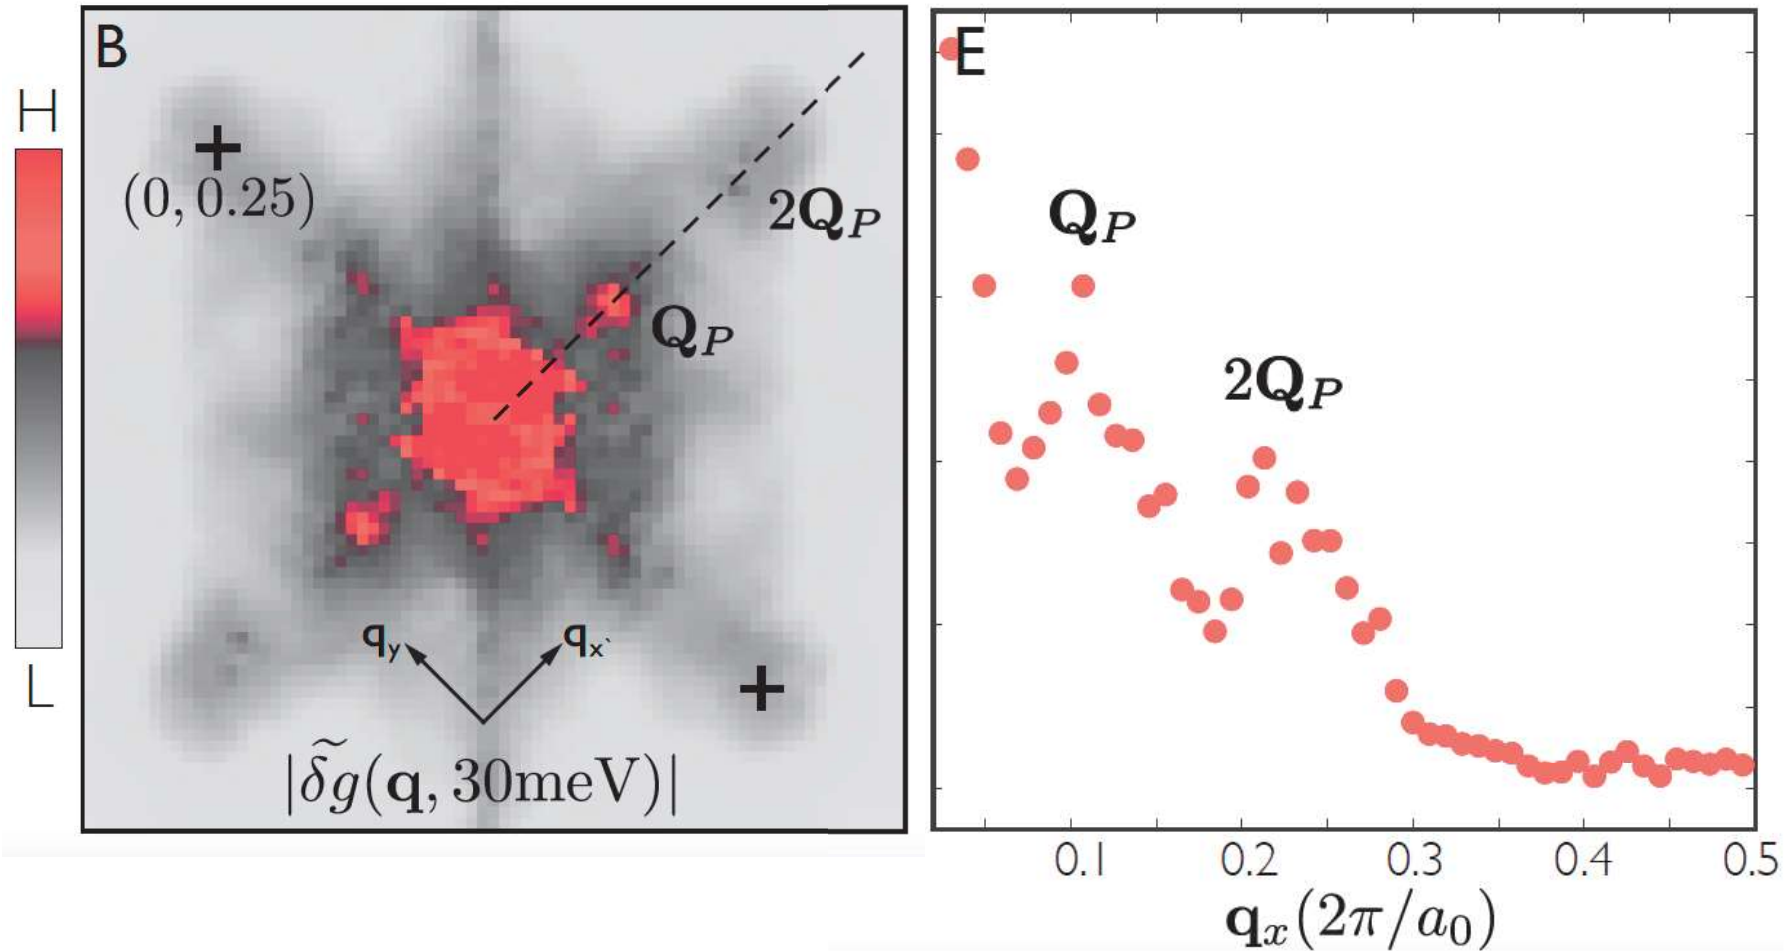 B
H
(0, 0.25)
2Q_P
Q_P
L
q_y
q_x`
|δ̃g(q, 30meV)|
E
Q_P
2Q_P
0.1 0.2 0.3 0.4 0.5
q_x(2π/a_0)